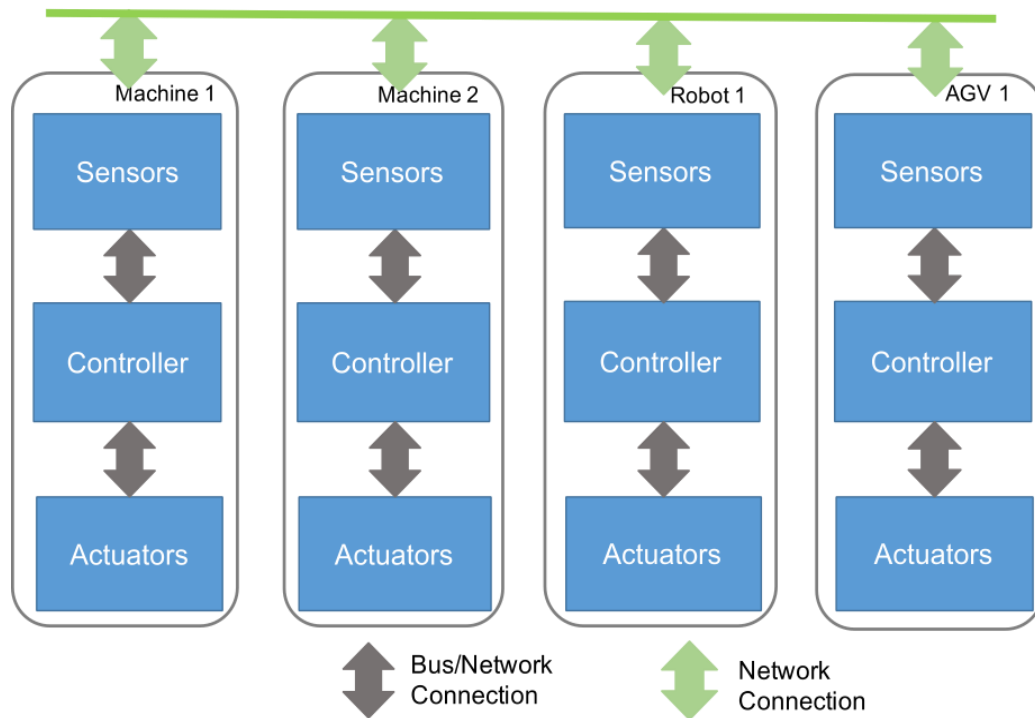 Machine 1
Machine 2
Robot 1
AGV 1
Sensors
Sensors
Sensors
Sensors
Controller
Controller
Controller
Controller
Actuators
Actuators
Actuators
Actuators
Bus/Network
Connection
Network
Connection